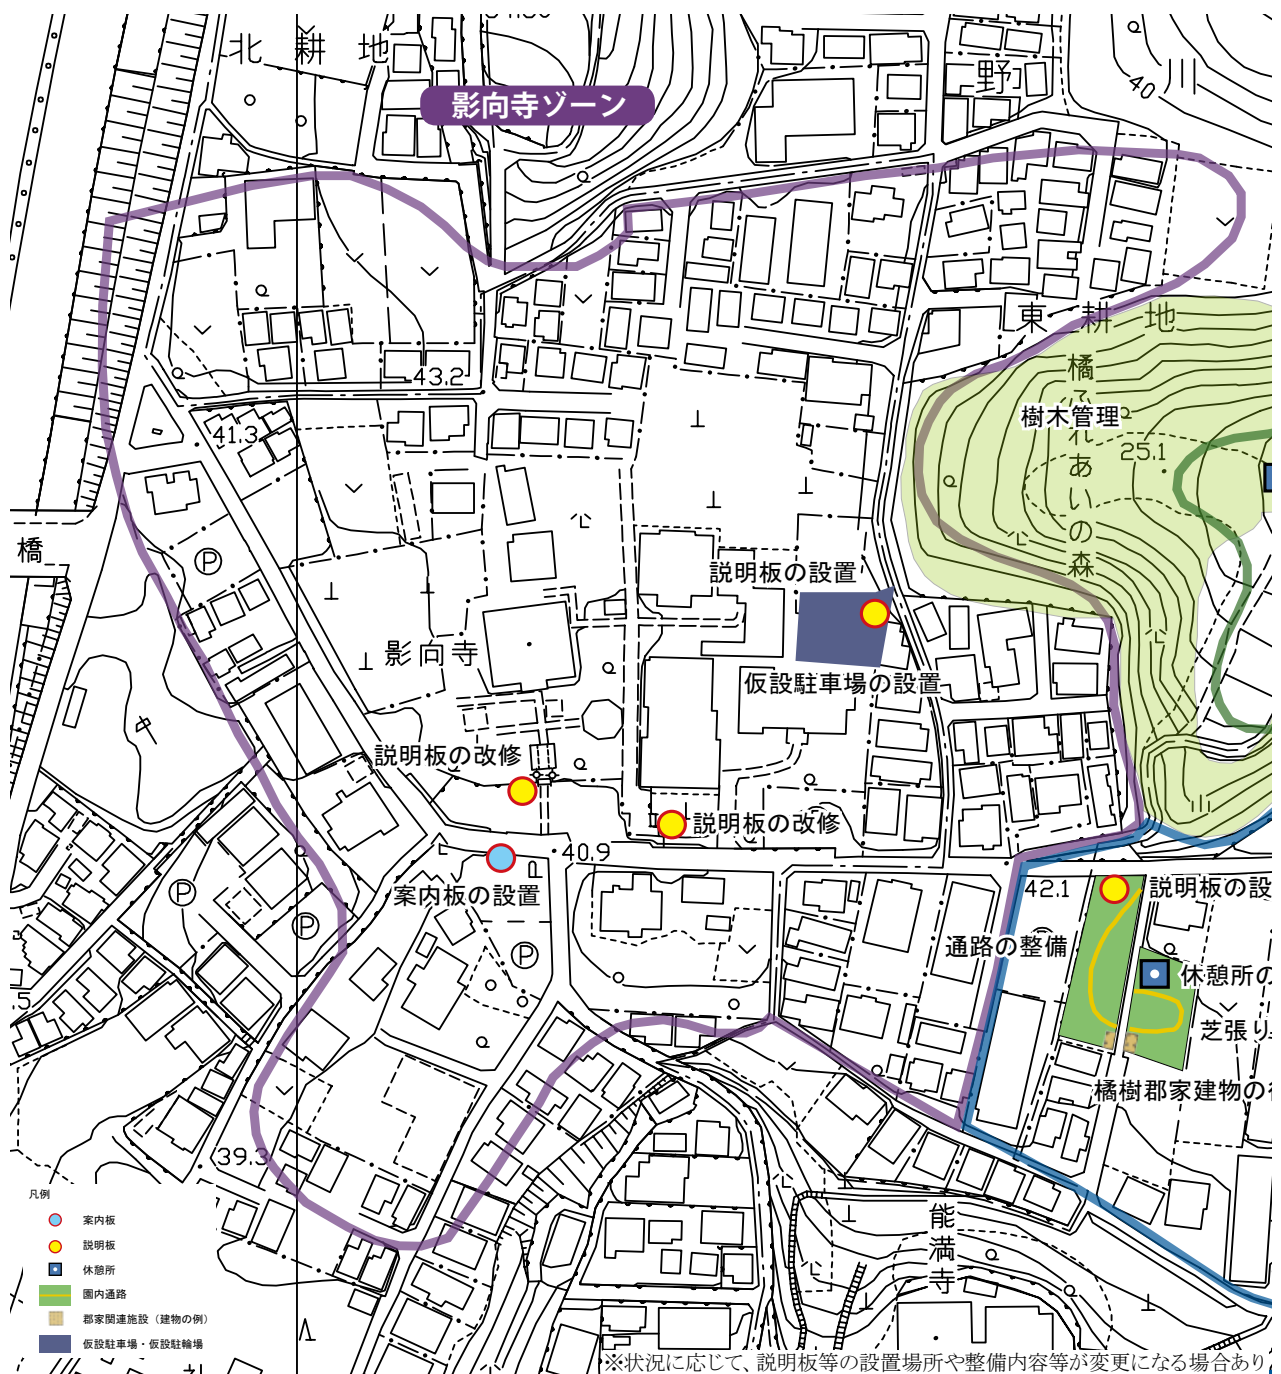 北耕地
野川
40
影向寺ゾーン
東耕地
橘ふれあいの森
樹木管理
25.1
43.2
41.3
橋
P
説明板の設置
影向寺
仮設駐車場の設置
説明板の改修
説明板の改修
40.9
案内板の設置
P
P
P
42.1
説明板の設
通路の整備
休憩所の
芝張り
橘樹郡家建物の
39.3
能満寺
凡例
案内板
説明板
休憩所
園内通路
郡家関連施設（建物の例）
仮設駐車場・仮設駐輪場
※状況に応じて、説明板等の設置場所や整備内容等が変更になる場合あり